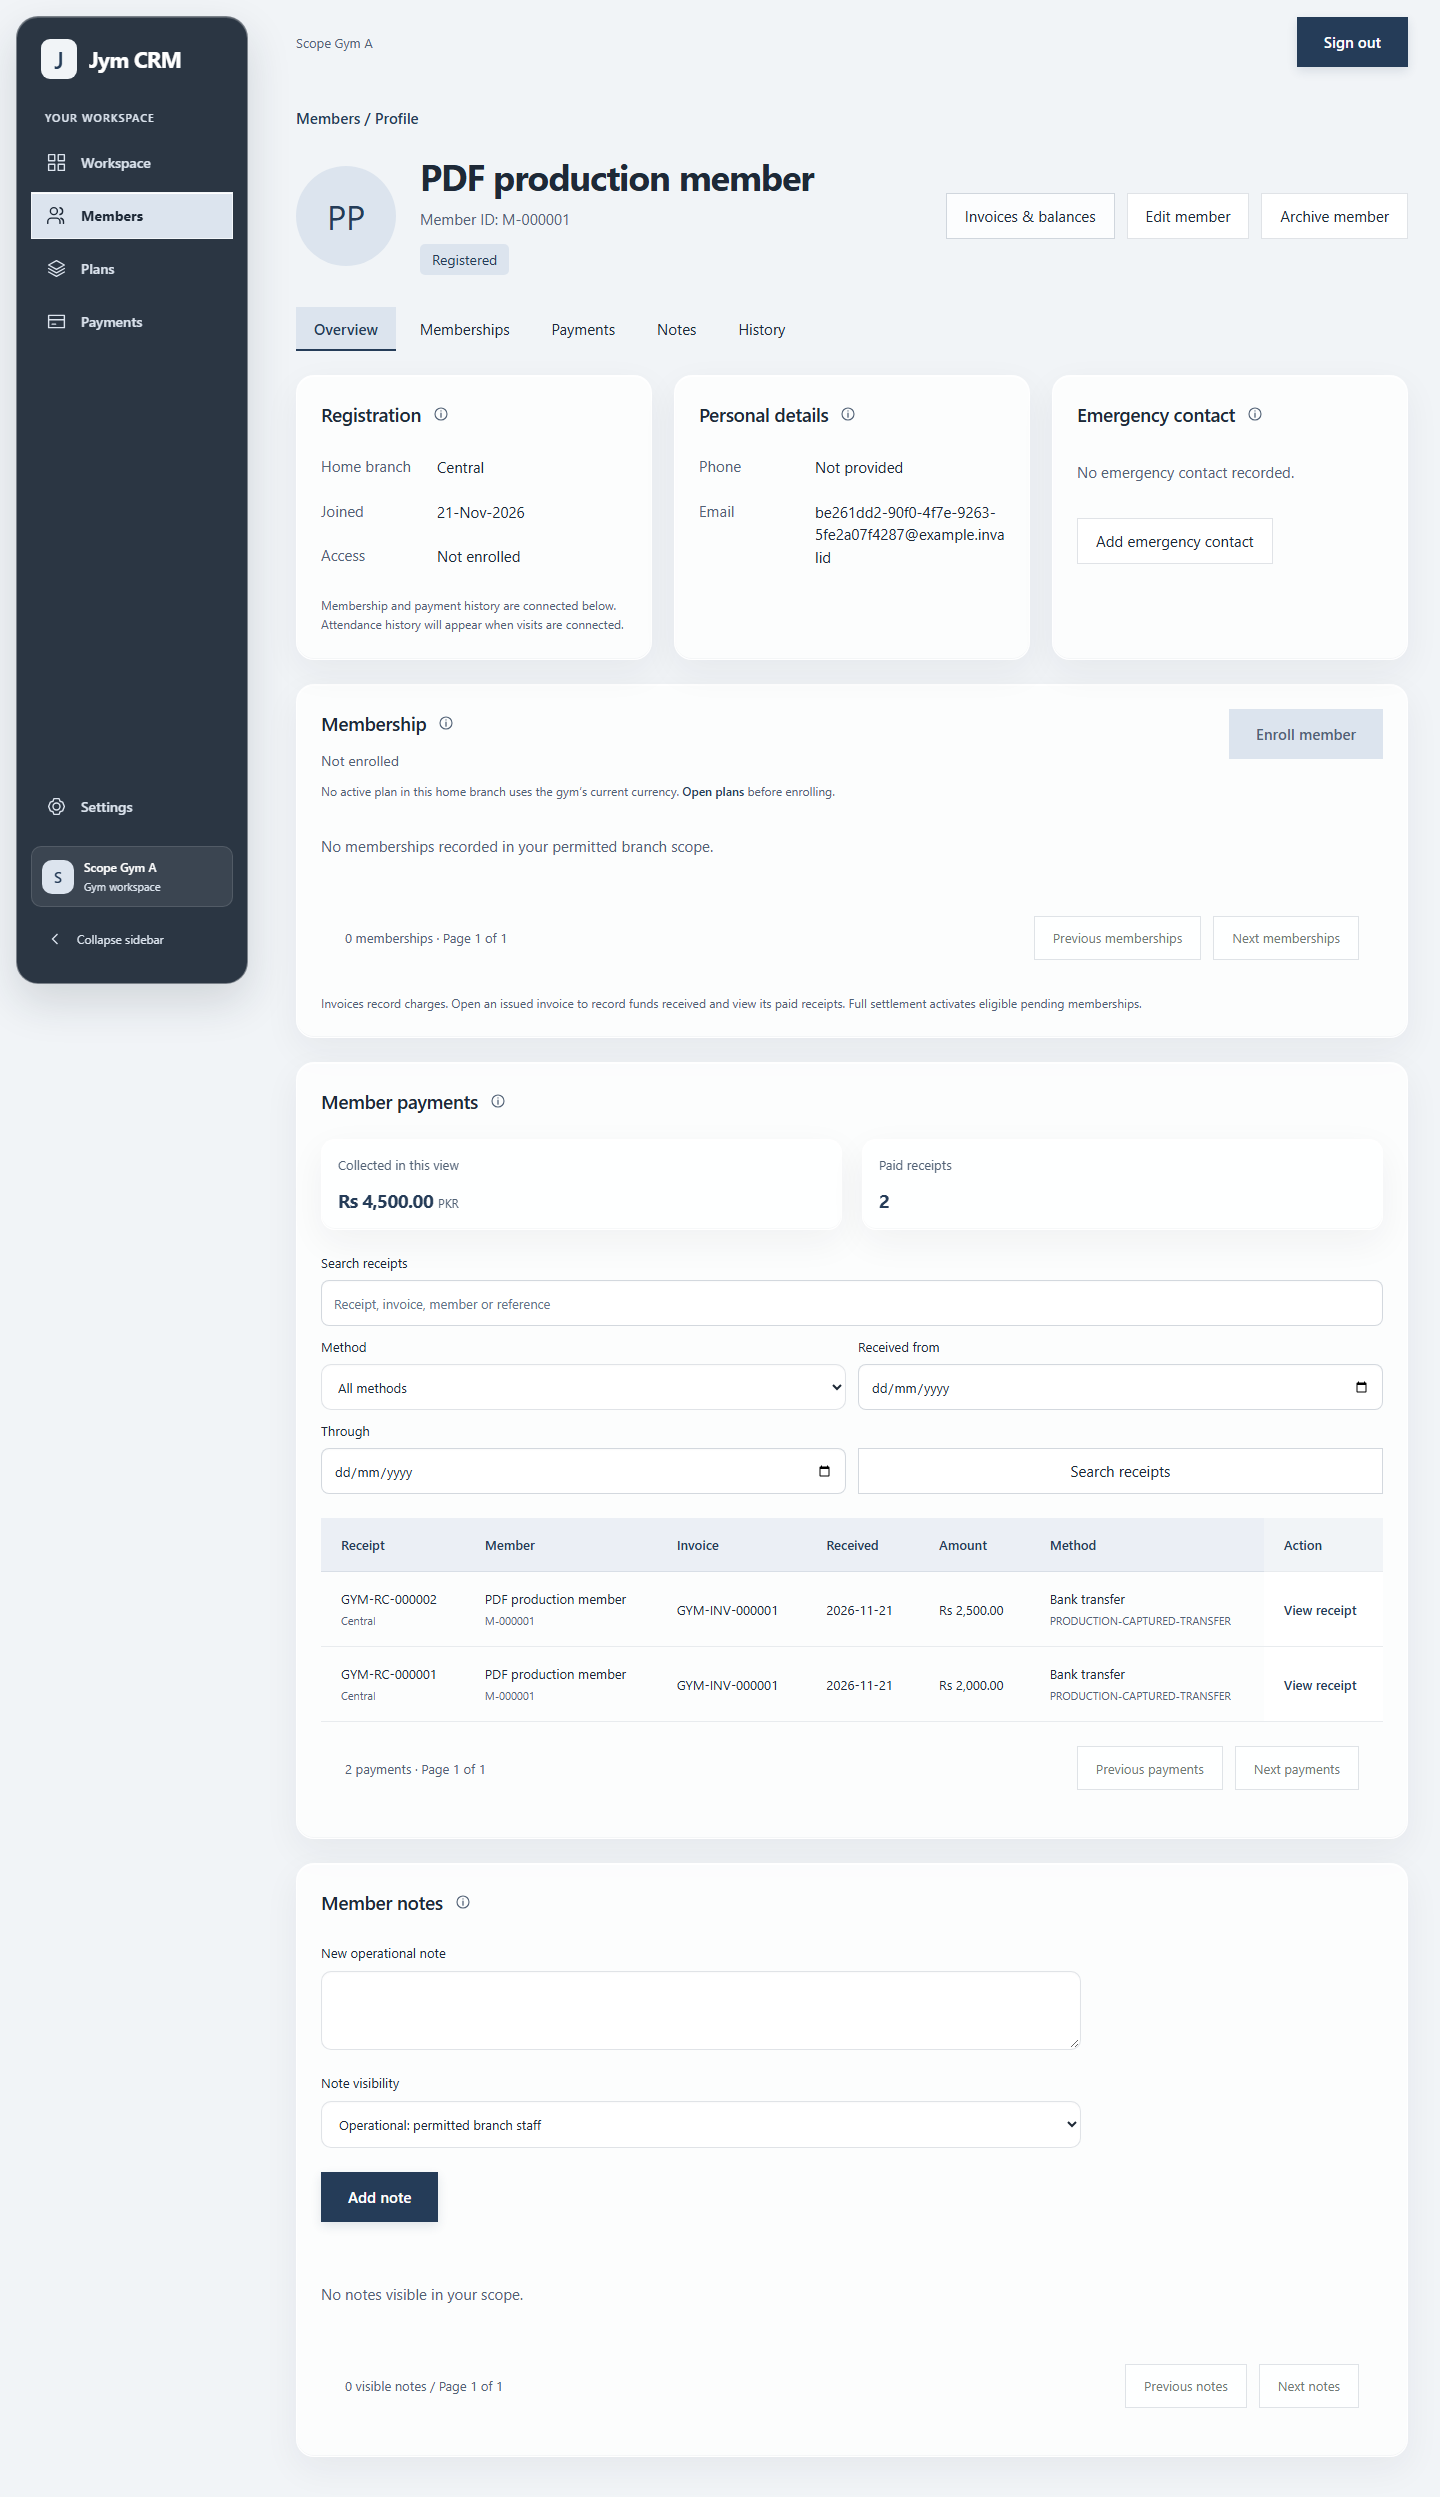 J Jym CRM
YOUR WORKSPACE
Workspace
Members
Plans
Payments
Settings
S
Scope Gym A
Gym workspace
Collapse sidebar
Scope Gym A
Sign out
Members / Profile
PP
PDF production member
Member ID: M-000001
Registered
Invoices & balances
Edit member
Archive member
Overview Memberships Payments Notes History
Registration
Home branch Central
Joined 21-Nov-2026
Access Not enrolled
Membership and payment history are connected below.
Attendance history will appear when visits are connected.
Personal details
Phone Not provided
Email be261dd2-90f0-4f7e-9263-
5fe2a07f4287@example.inva
lid
Emergency contact
No emergency contact recorded.
Add emergency contact
Membership
Enroll member
Not enrolled
No active plan in this home branch uses the gym's current currency. Open plans before enrolling.
No memberships recorded in your permitted branch scope.
0 memberships · Page 1 of 1
Previous memberships Next memberships
Invoices record charges. Open an issued invoice to record funds received and view its paid receipts. Full settlement activates eligible pending memberships.
Member payments
Collected in this view
Rs 4,500.00 PKR
Paid receipts
2
Search receipts
Receipt, invoice, member or reference
Method
All methods
Received from
dd/mm/yyyy
Through
dd/mm/yyyy
Search receipts
Receipt Member Invoice Received Amount Method Action
GYM-RC-000002 PDF production member GYM-INV-000001 2026-11-21 Rs 2,500.00 Bank transfer View receipt
Central M-000001 PRODUCTION-CAPTURED-TRANSFER
GYM-RC-000001 PDF production member GYM-INV-000001 2026-11-21 Rs 2,000.00 Bank transfer View receipt
Central M-000001 PRODUCTION-CAPTURED-TRANSFER
2 payments · Page 1 of 1
Previous payments Next payments
Member notes
New operational note
Note visibility
Operational: permitted branch staff
Add note
No notes visible in your scope.
0 visible notes / Page 1 of 1
Previous notes Next notes